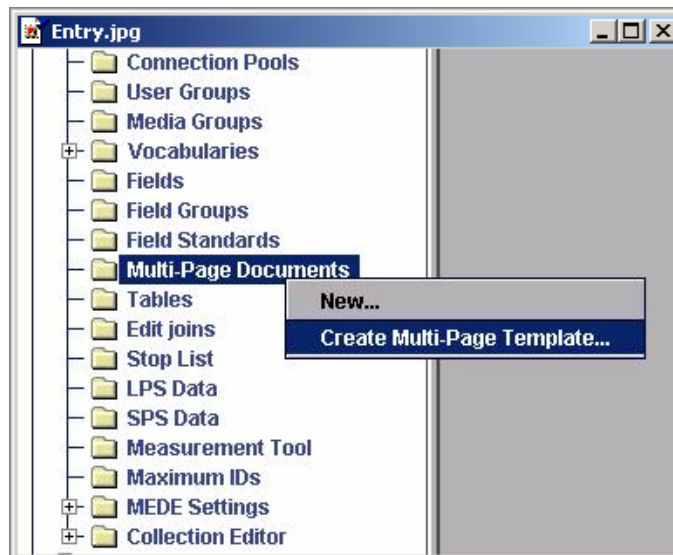 Entry.jpg
Connection Pools
User Groups
Media Groups
Vocabularies
Fields
Field Groups
Field Standards
Multi-Page Documents
Tables
New...
Edit joins
Create Multi-Page Template...
Stop List
LPS Data
SPS Data
Measurement Tool
Maximum IDs
MEDE Settings
Collection Editor